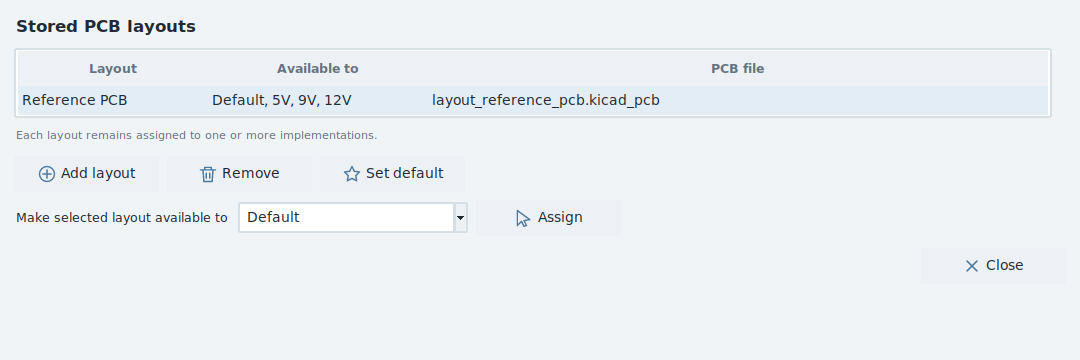 Stored PCB layouts
Layout Available to PCB file
Reference PCB Default, 5V, 9V, 12V layout_reference_pcb.kicad_pcb
Each layout remains assigned to one or more implementations.
Add layout Remove Set default
Make selected layout available to Default Assign
Close